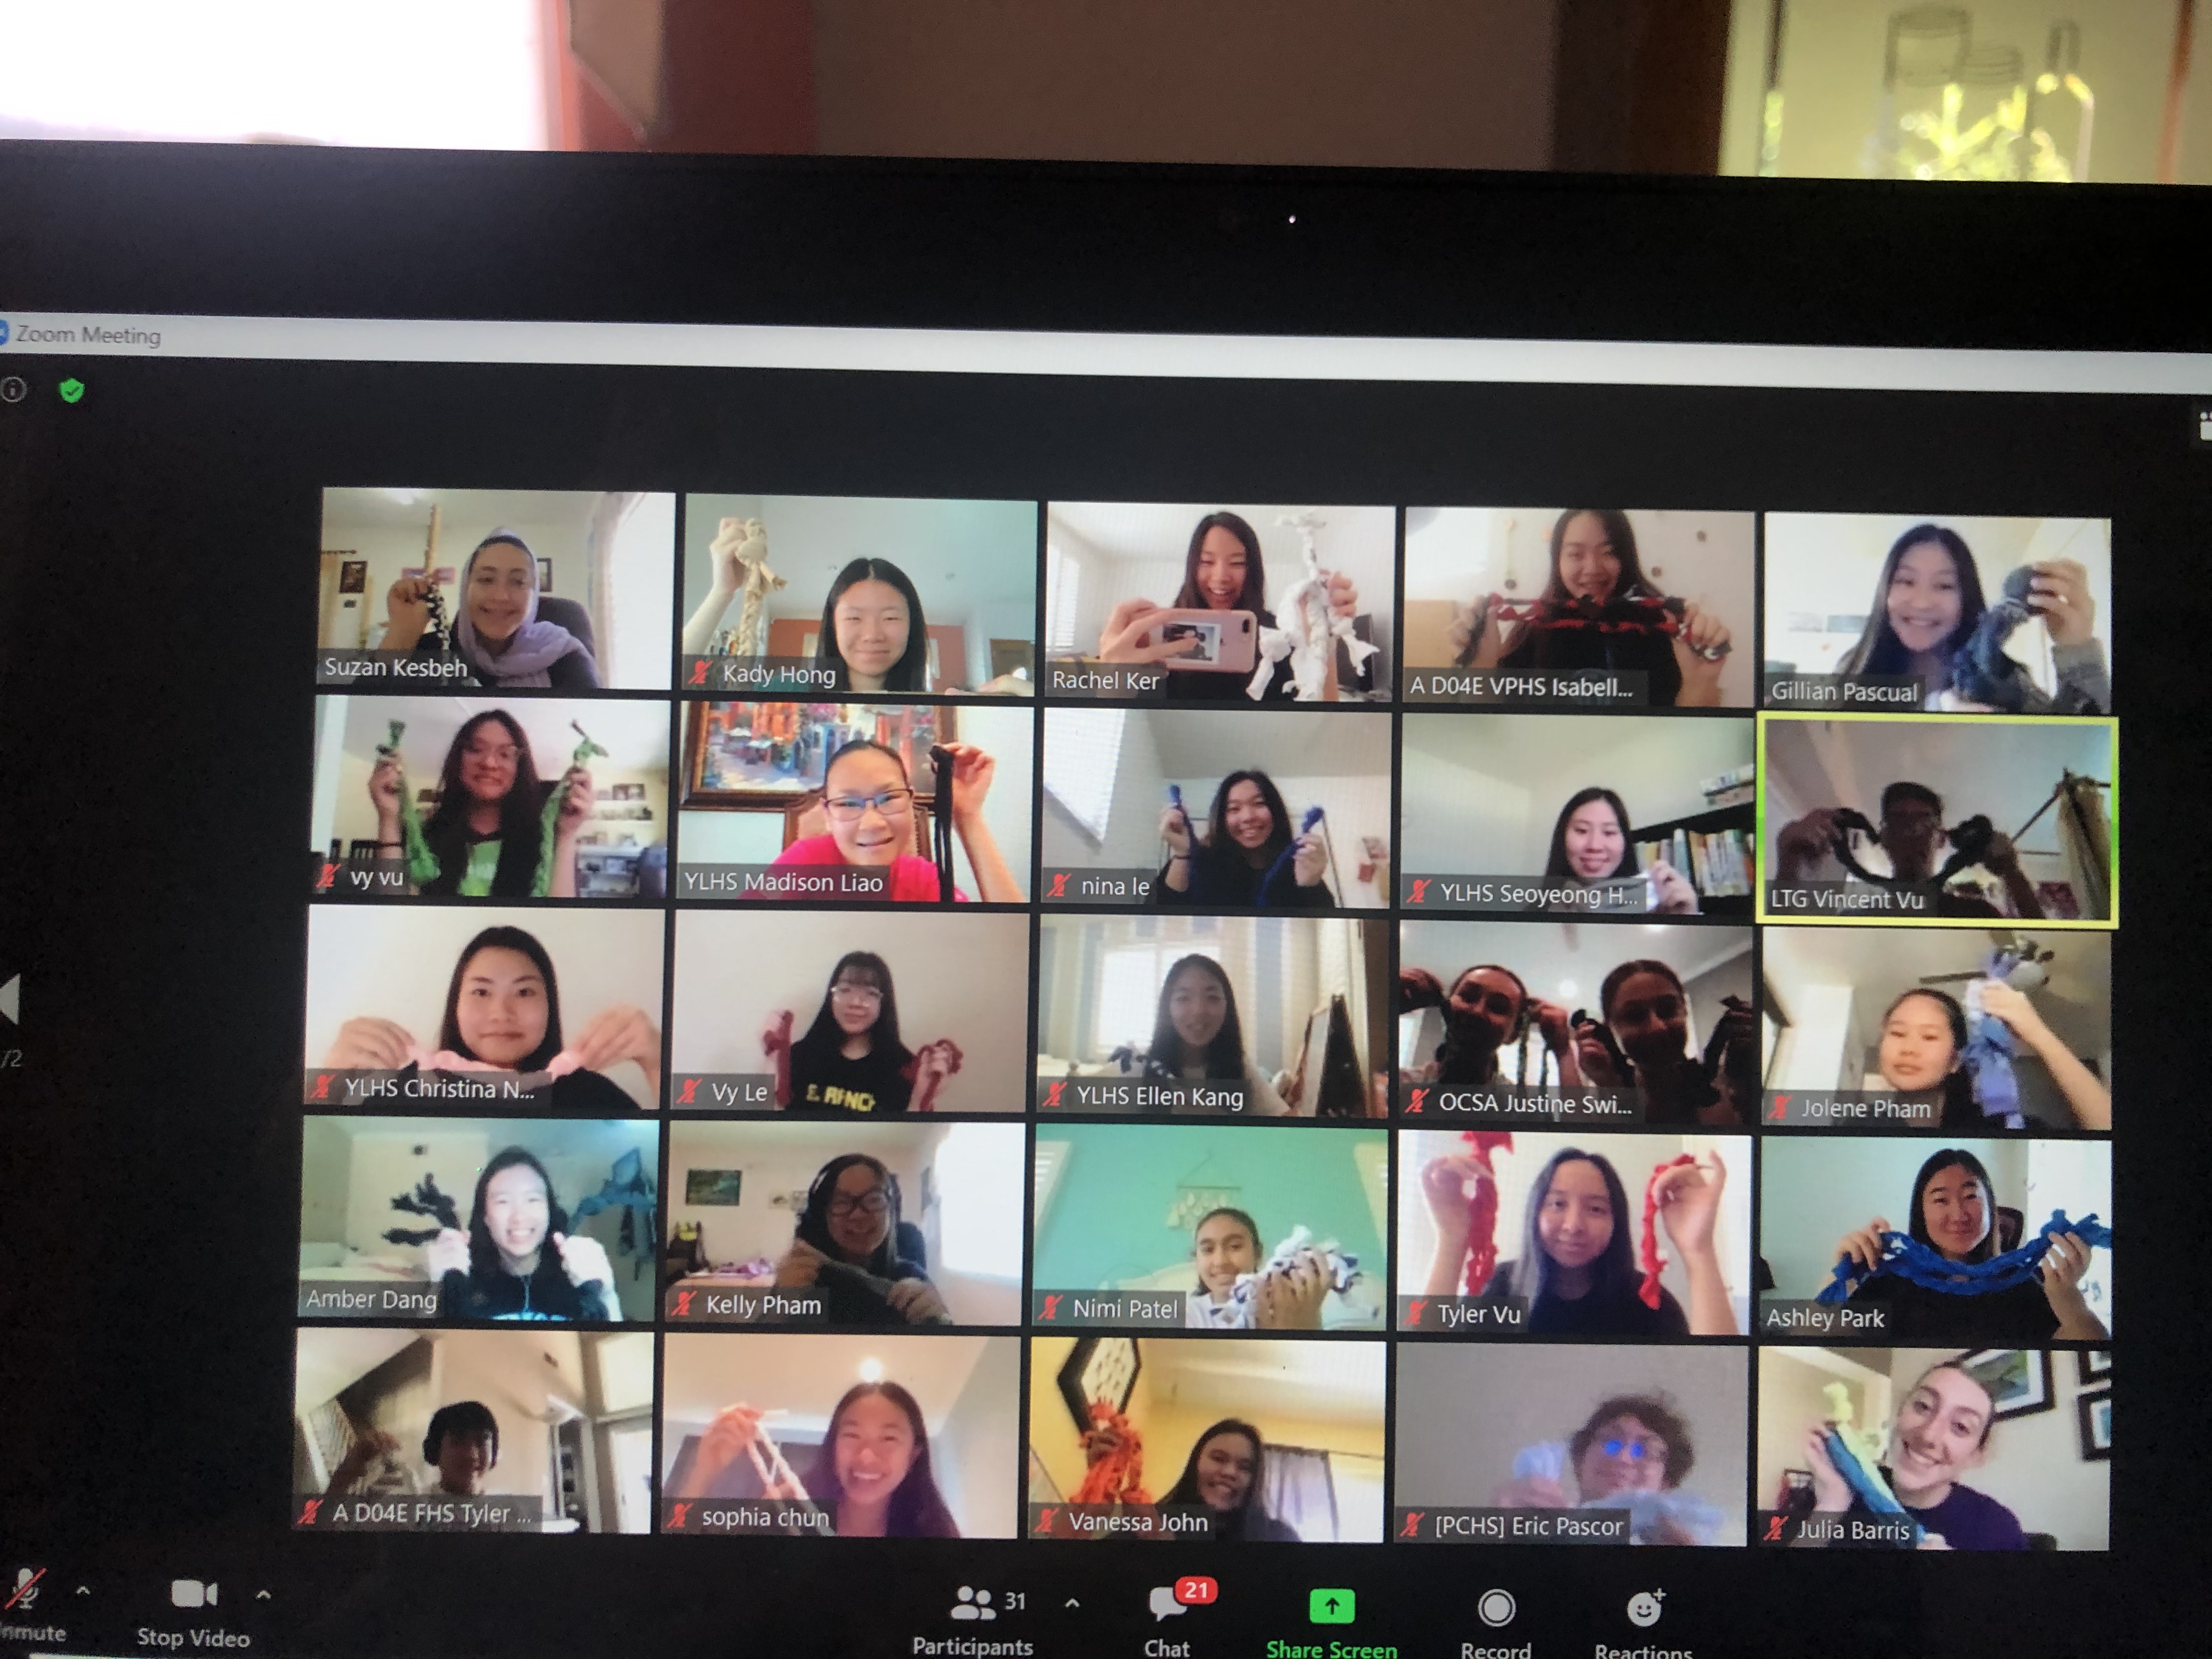 Zoom Meeting
Suzan Kesbeh
Kady Hong
Rachel Ker
A D04E VPHS Isabell...
Gillian Pascual
vy vu
YLHS Madison Liao
nina le
YLHS Seoyeong H...
LTG Vincent Vu
YLHS Christina N...
Vy Le
YLHS Ellen Kang
OCSA Justine Swi...
Jolene Pham
/2
Amber Dang
Kelly Pham
Nimi Patel
Tyler Vu
Ashley Park
A D04E FHS Tyler ...
sophia chun
Vanessa John
[PCHS] Eric Pascor
Julia Barris
nmute
Stop Video
31
Participants
21
Chat
Share Screen
Record
Reactions